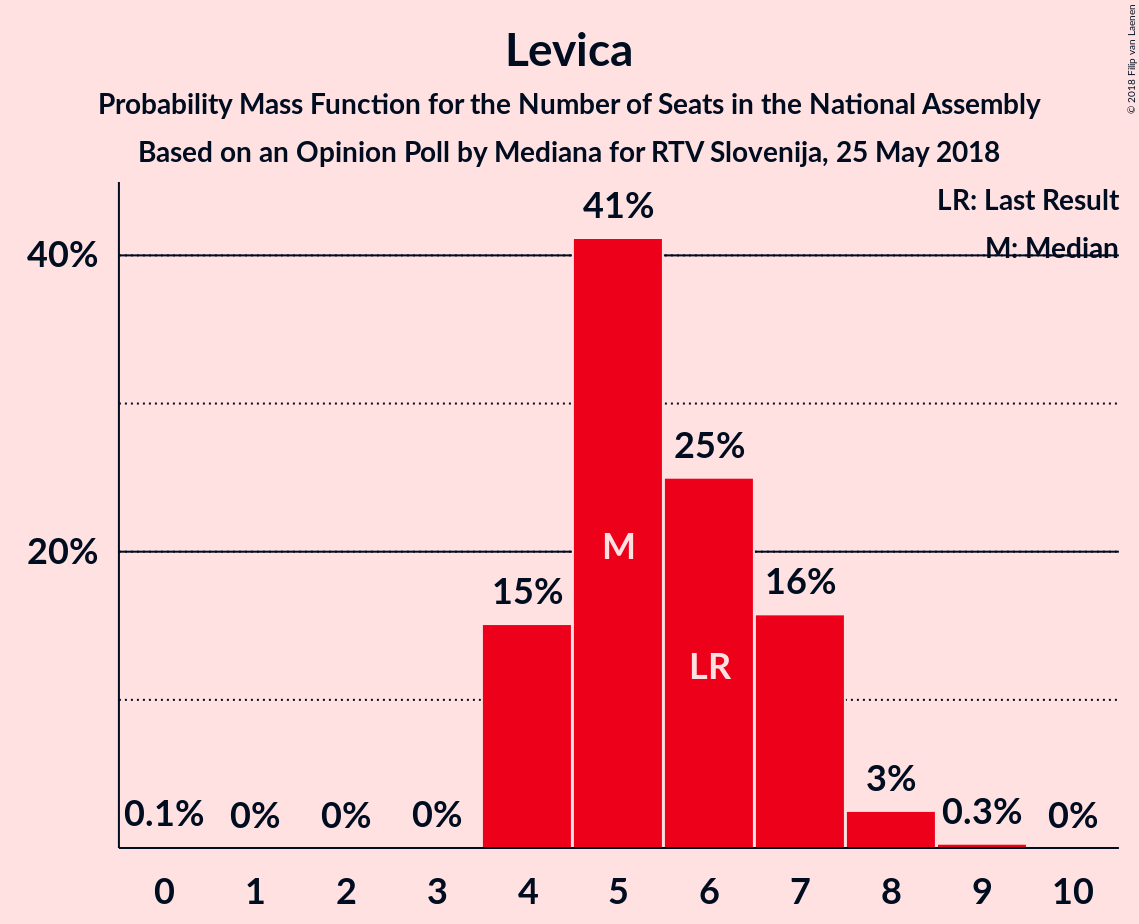 Levica
Probability Mass Function for the Number of Seats in the National Assembly
Based on an Opinion Poll by Mediana for RTV Slovenija, 25 May 2018
© 2018 Filip van Laenen
LR: Last Result
M: Median
40%
20%
0.1%
0%
0%
0%
15%
41%
25%
16%
3%
0.3%
0%
M
LR
0 1 2 3 4 5 6 7 8 9 10